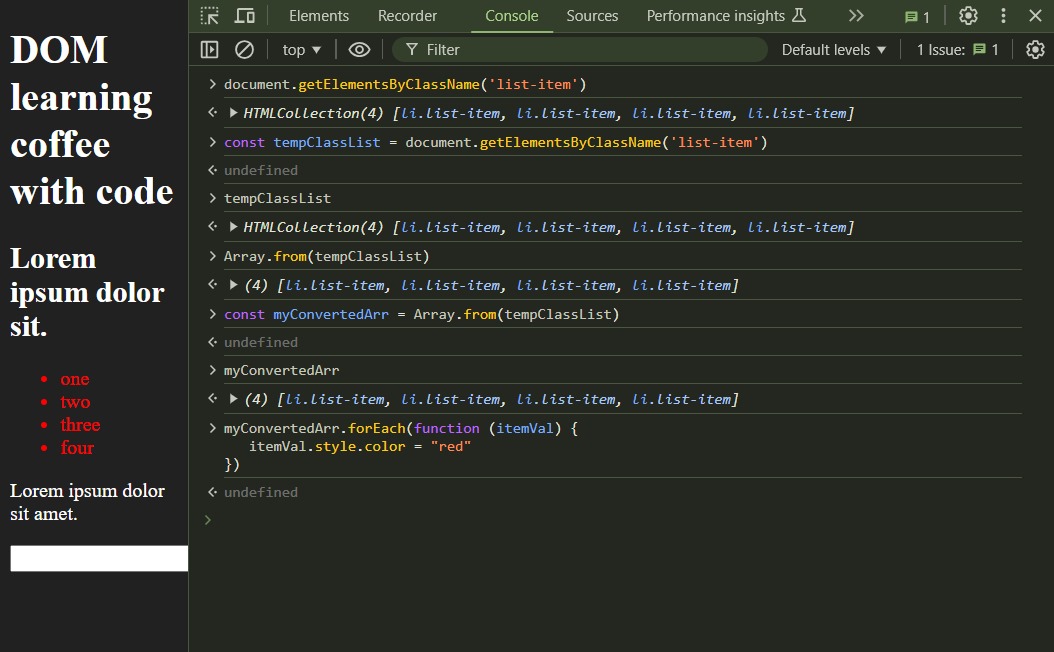 DOM
learning
coffee
with code
Lorem
ipsum dolor
sit.
one
two
three
four
Lorem ipsum dolor
sit amet.
Elements Recorder Console Sources Performance insights 1
top Filter Default levels 1 Issue: 1
document.getElementsByClassName('list-item')
HTMLCollection(4) [li.list-item, li.list-item, li.list-item, li.list-item]
const tempClassList = document.getElementsByClassName('list-item')
undefined
tempClassList
HTMLCollection(4) [li.list-item, li.list-item, li.list-item, li.list-item]
Array.from(tempClassList)
(4) [li.list-item, li.list-item, li.list-item, li.list-item]
const myConvertedArr = Array.from(tempClassList)
undefined
myConvertedArr
(4) [li.list-item, li.list-item, li.list-item, li.list-item]
myConvertedArr.forEach(function (itemVal) {
itemVal.style.color = "red"
})
undefined